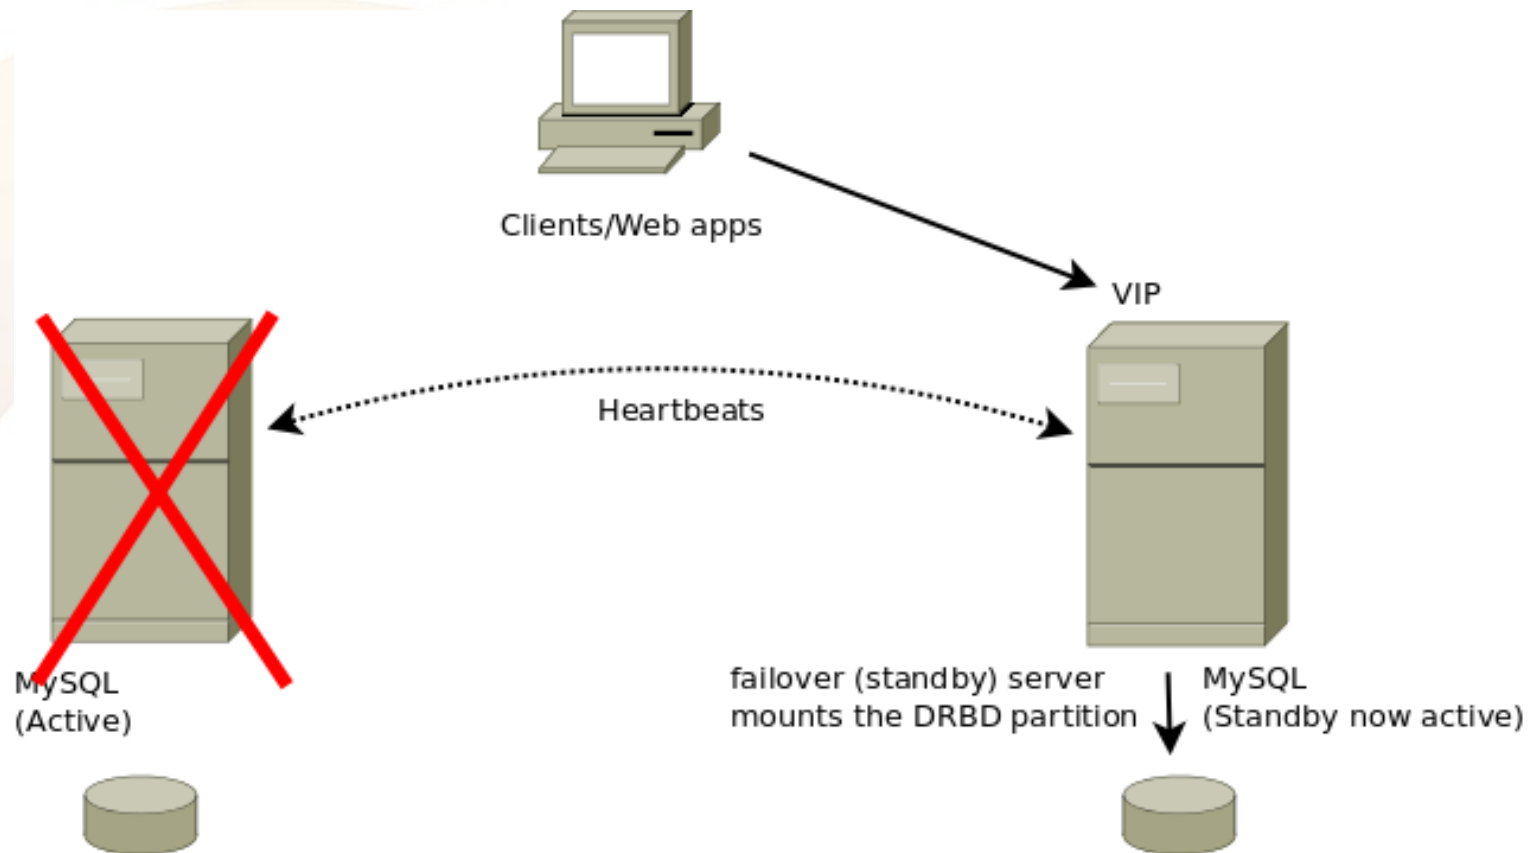 Clients/Web apps
VIP
Heartbeats
MySQL
(Active)
failover (standby) server
mounts the DRBD partition
MySQL
(Standby now active)